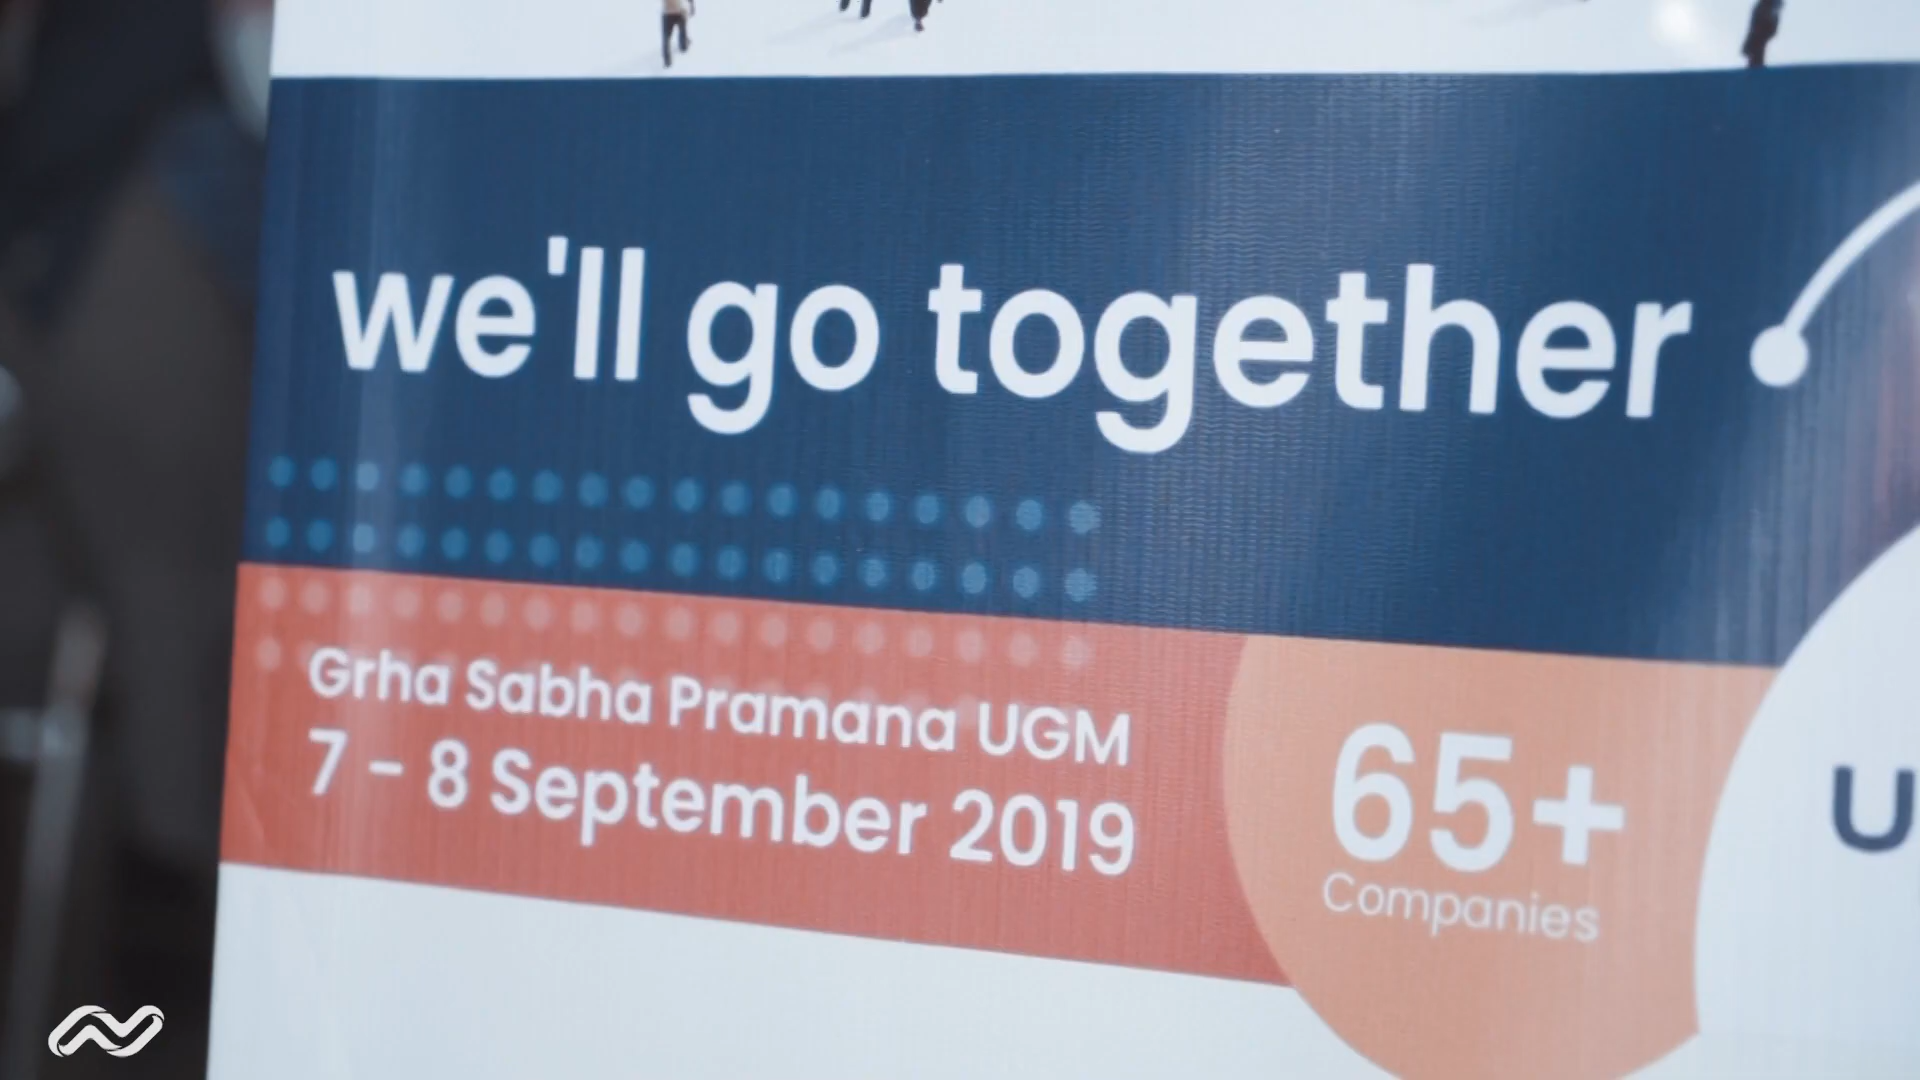 we'll go together
Grha Sabha Pramana UGM
7 – 8 September 2019
65+
Companies
U